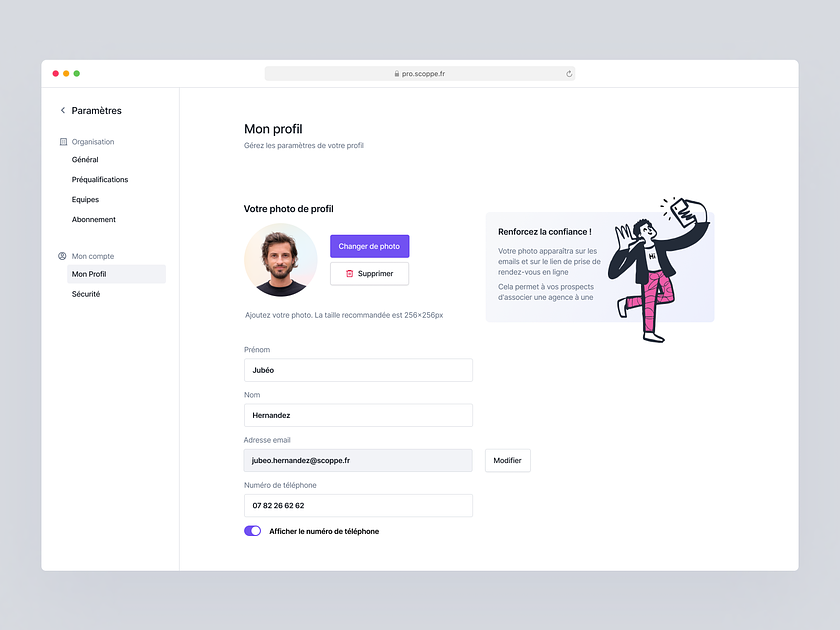 pro.scoppe.fr
Paramètres
Organisation
Général
Préqualifications
Equipes
Abonnement
Mon compte
Mon Profil
Sécurité
Mon profil
Gérez les paramètres de votre profil
Votre photo de profil
Changer de photo
Supprimer
Ajoutez votre photo. La taille recommandée est 256×256px
Renforcez la confiance !
Votre photo apparaîtra sur les
emails et sur le lien de prise de
rendez-vous en ligne
Cela permet à vos prospects
d'associer une agence à une
Hi
Prénom
Jubéo
Nom
Hernandez
Adresse email
jubeo.hernandez@scoppe.fr
Modifier
Numéro de téléphone
07 82 26 62 62
Afficher le numéro de téléphone